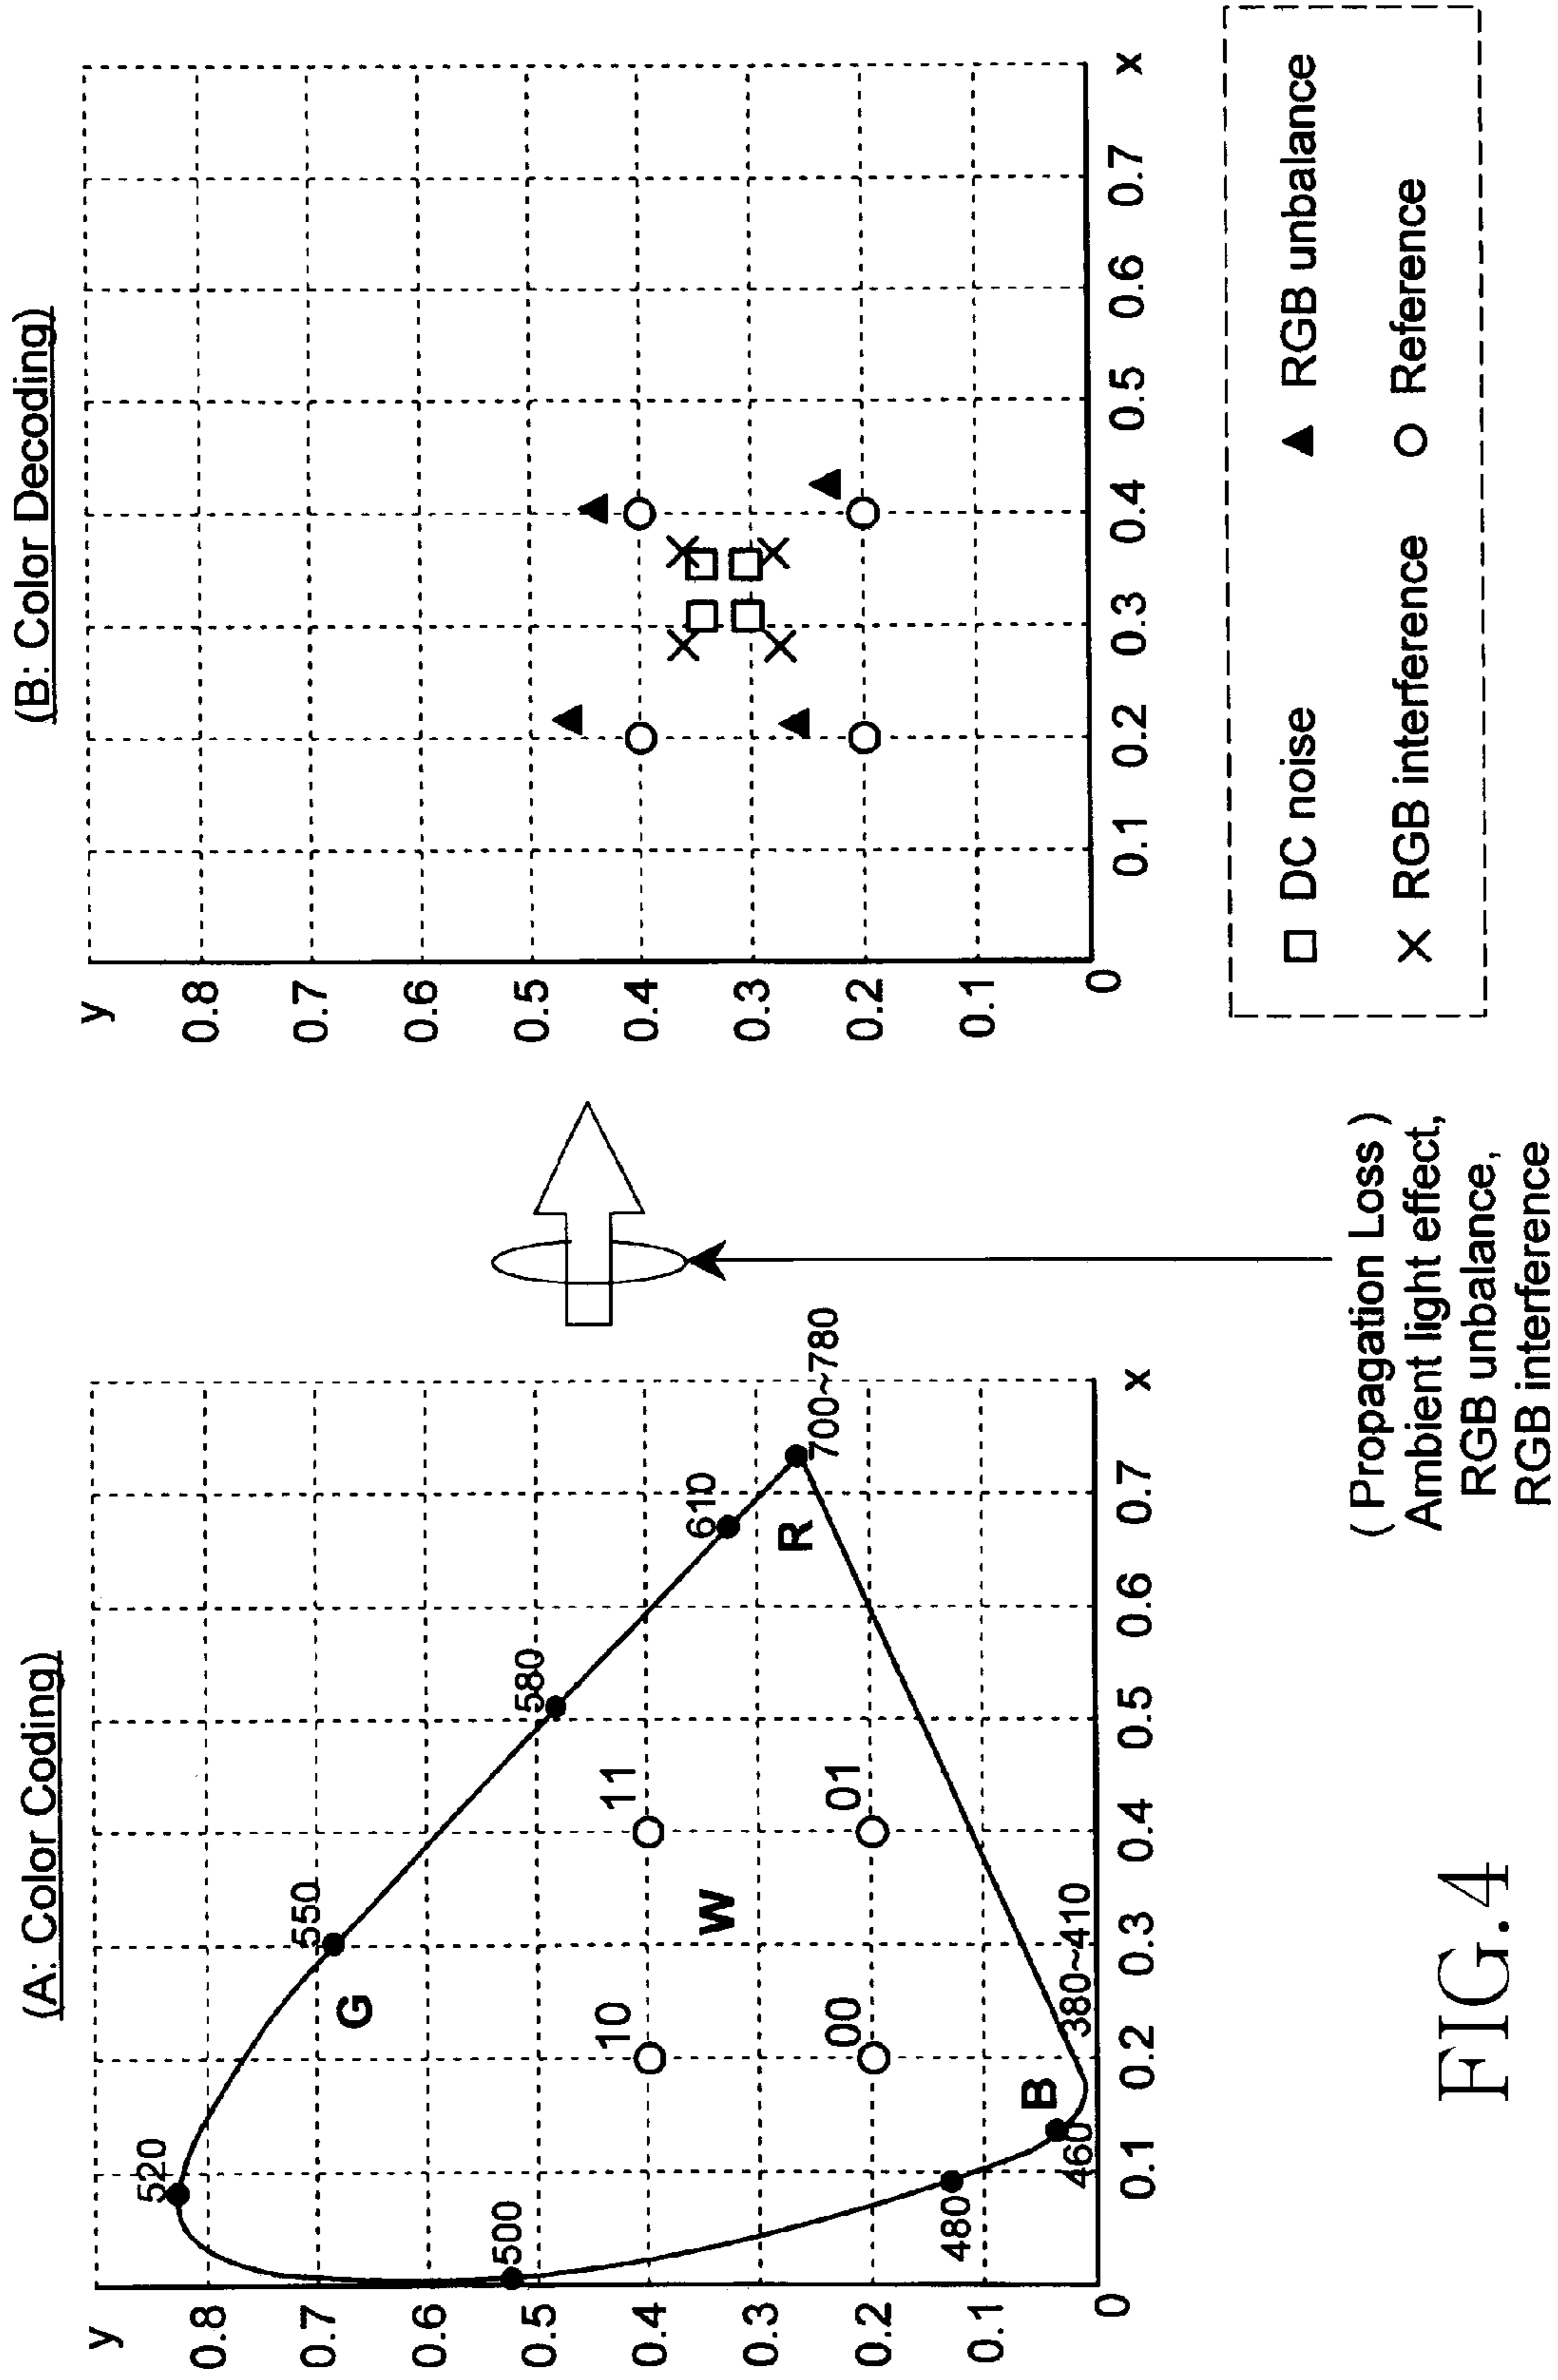 (A: Color Coding)
y
0.8
0.7
0.6
0.5
0.4
0.3
0.2
0.1
0
0.1
0.2
0.3
0.4
0.5
0.6
0.7
x
520
550
G
500
580
10
11
W
610
R
700~780
00
01
480
B
460
380~410
( Propagation Loss )
Ambient light effect,
RGB unbalance,
RGB interference
(B: Color Decoding)
y
0.8
0.7
0.6
0.5
0.4
0.3
0.2
0.1
0
0.1
0.2
0.3
0.4
0.5
0.6
0.7
x
DC noise
RGB unbalance
RGB interference
Reference
FIG.4